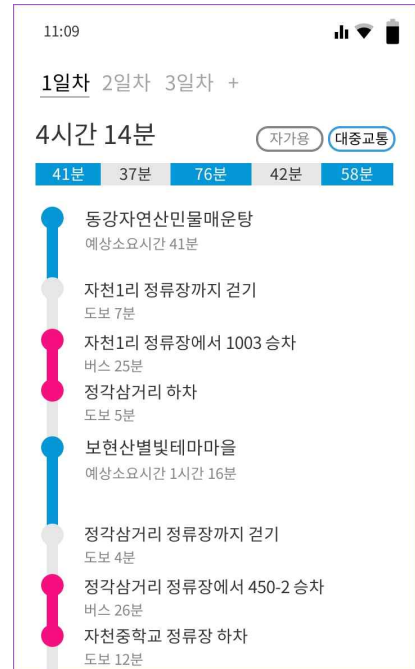 11:09
1일차 2일차 3일차 +
4시간 14분 자가용 대중교통
41분 37분 76분 42분 58분
동강자연산민물매운탕
예상소요시간 41분
자천1리 정류장까지 걷기
도보 7분
자천1리 정류장에서 1003 승차
버스 25분
정각삼거리 하차
도보 5분
보현산별빛테마마을
예상소요시간 1시간 16분
정각삼거리 정류장까지 걷기
도보 4분
정각삼거리 정류장에서 450-2 승차
버스 26분
자천중학교 정류장 하차
도보 12분